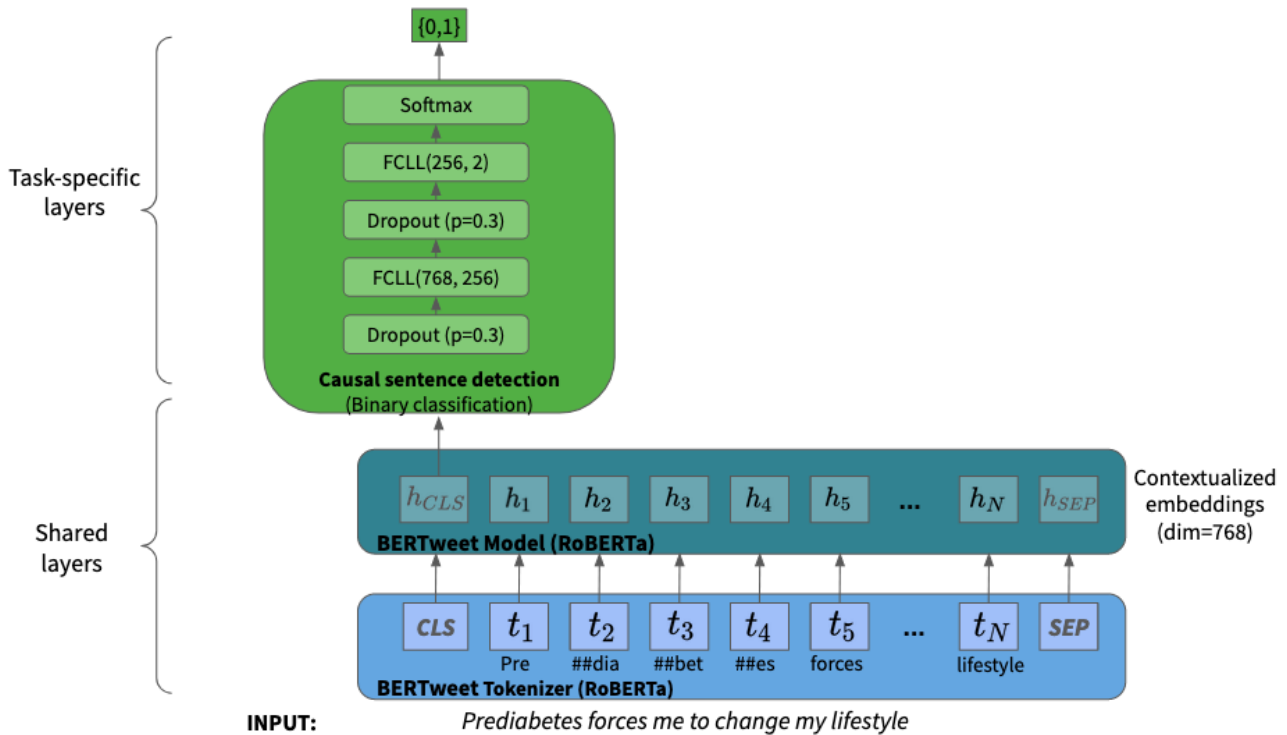 {0,1}
Softmax
FCLL(256, 2)
Dropout (p=0.3)
FCLL(768, 256)
Dropout (p=0.3)
Causal sentence detection
(Binary classification)
Task-specific
layers
h_CLS h_1 h_2 h_3 h_4 h_5 ... h_N h_SEP
BERTweet Model (RoBERTa)
Contextualized
embeddings
(dim=768)
Shared
layers
CLS t_1 t_2 t_3 t_4 t_5 ... t_N SEP
Pre ##dia ##bet ##es forces lifestyle
BERTweet Tokenizer (RoBERTa)
INPUT: Prediabetes forces me to change my lifestyle